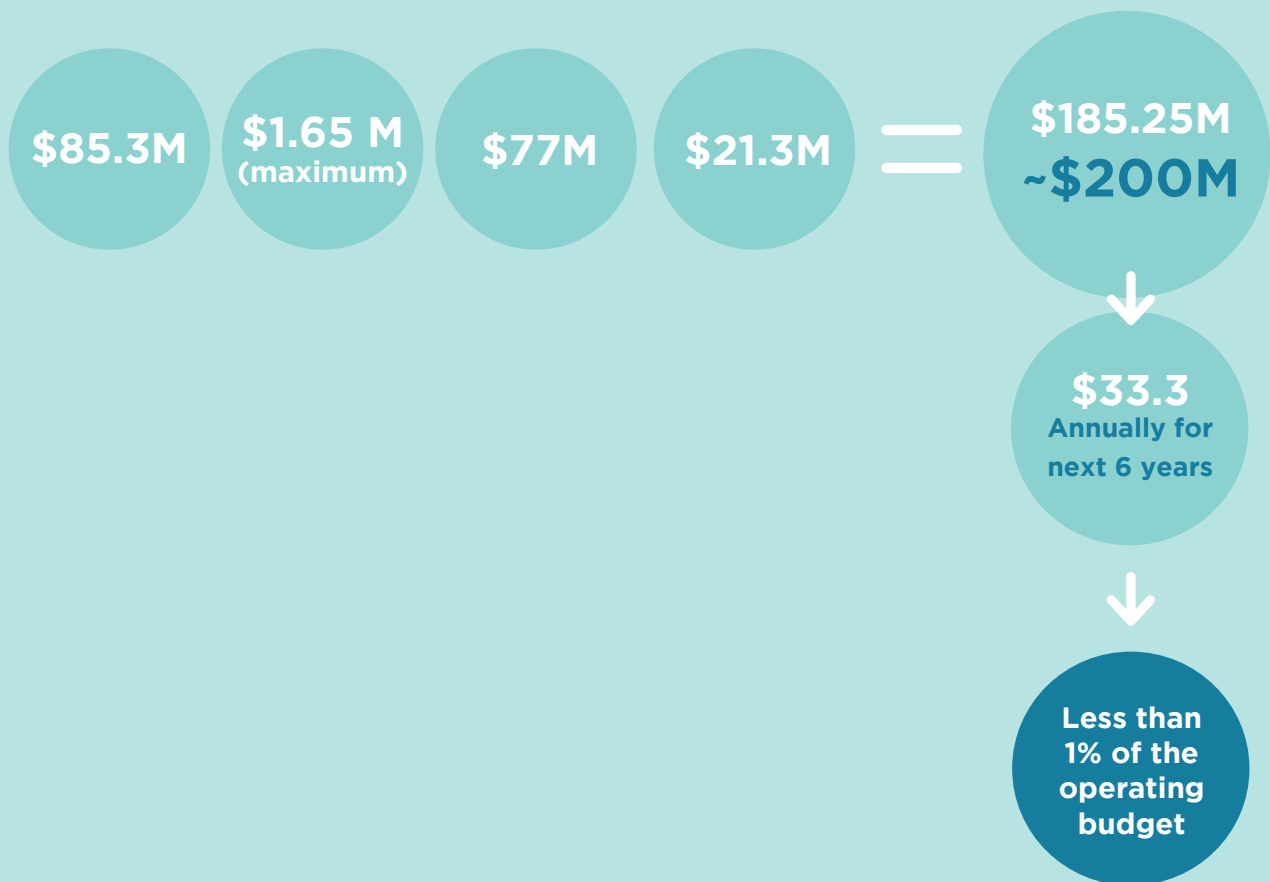 $85.3M
$1.65 M
(maximum)
$77M
$21.3M
=
$185.25M
~$200M
$33.3
Annually for
next 6 years
Less than
1% of the
operating
budget